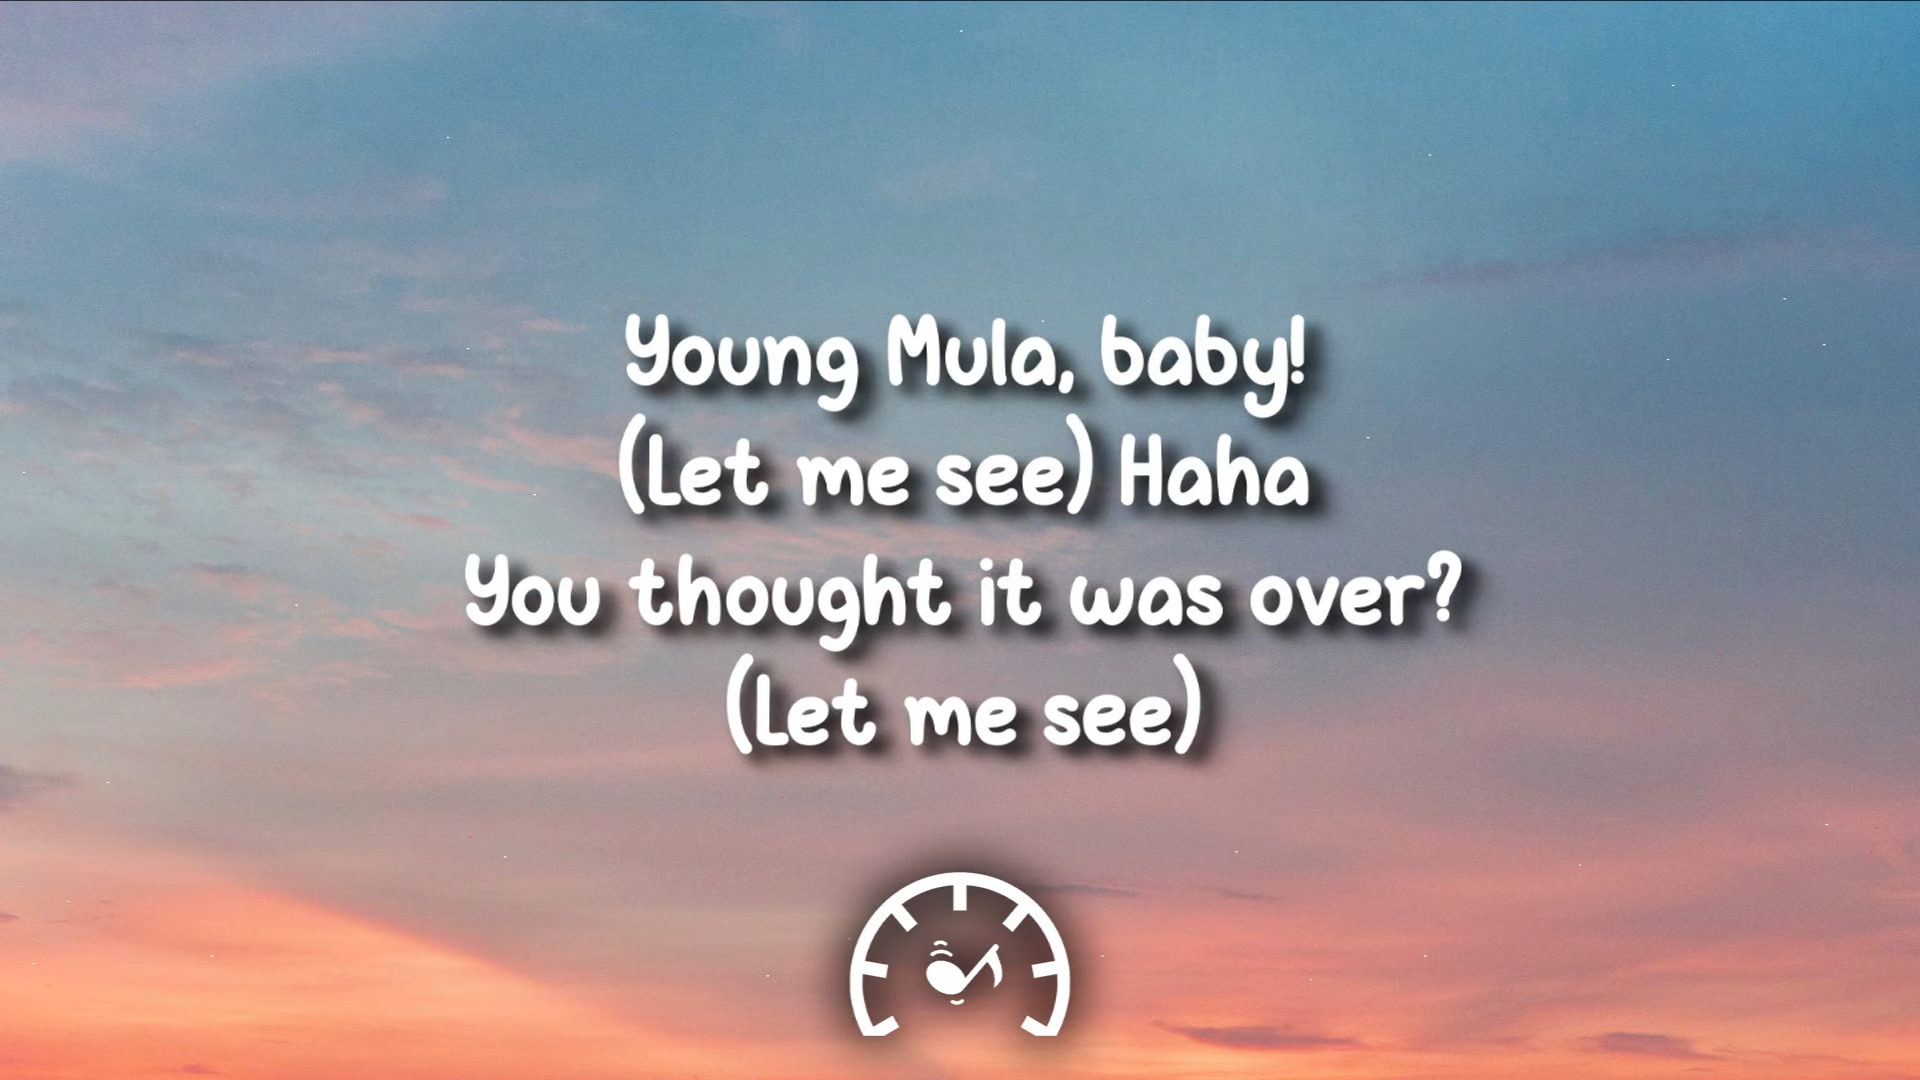 Young Mula, baby!
(Let me see) Haha
You thought it was over?
(Let me see)